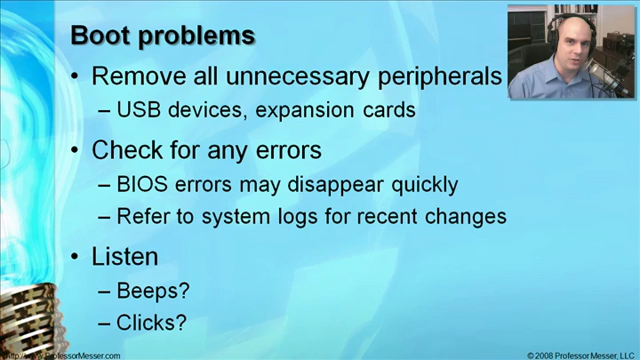 Boot problems
• Remove all unnecessary peripherals
– USB devices, expansion cards
• Check for any errors
– BIOS errors may disappear quickly
– Refer to system logs for recent changes
• Listen
– Beeps?
– Clicks?
http://www.ProfessorMesser.com
© 2008 Professor Messer, LLC